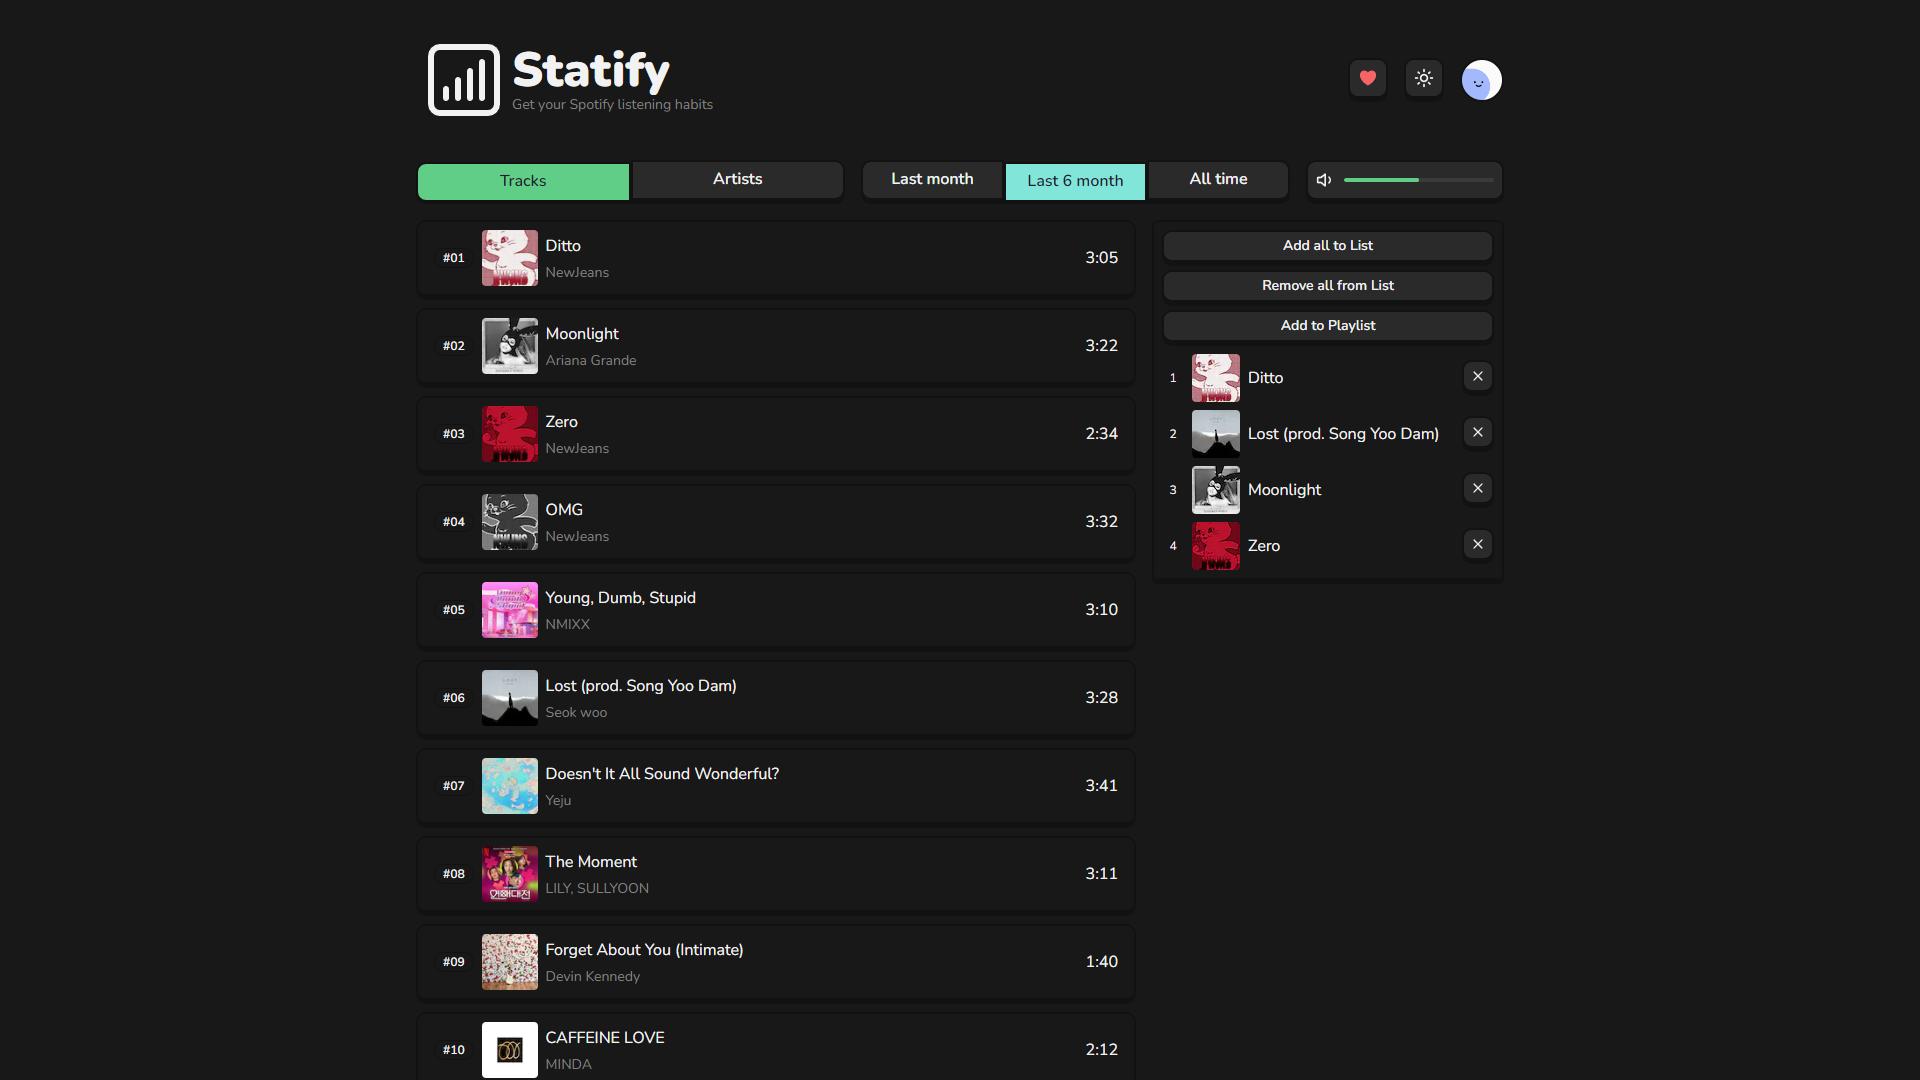 Statify
Get your Spotify listening habits
Tracks
Artists
Last month
Last 6 month
All time
#01
Ditto
NewJeans
3:05
#02
Moonlight
Ariana Grande
3:22
#03
Zero
NewJeans
2:34
#04
OMG
NewJeans
3:32
#05
Young, Dumb, Stupid
NMIXX
3:10
#06
Lost (prod. Song Yoo Dam)
Seok woo
3:28
#07
Doesn't It All Sound Wonderful?
Yeju
3:41
#08
The Moment
LILY, SULLYOON
3:11
#09
Forget About You (Intimate)
Devin Kennedy
1:40
#10
CAFFEINE LOVE
MINDA
2:12
Add all to List
Remove all from List
Add to Playlist
1
Ditto
2
Lost (prod. Song Yoo Dam)
3
Moonlight
4
Zero